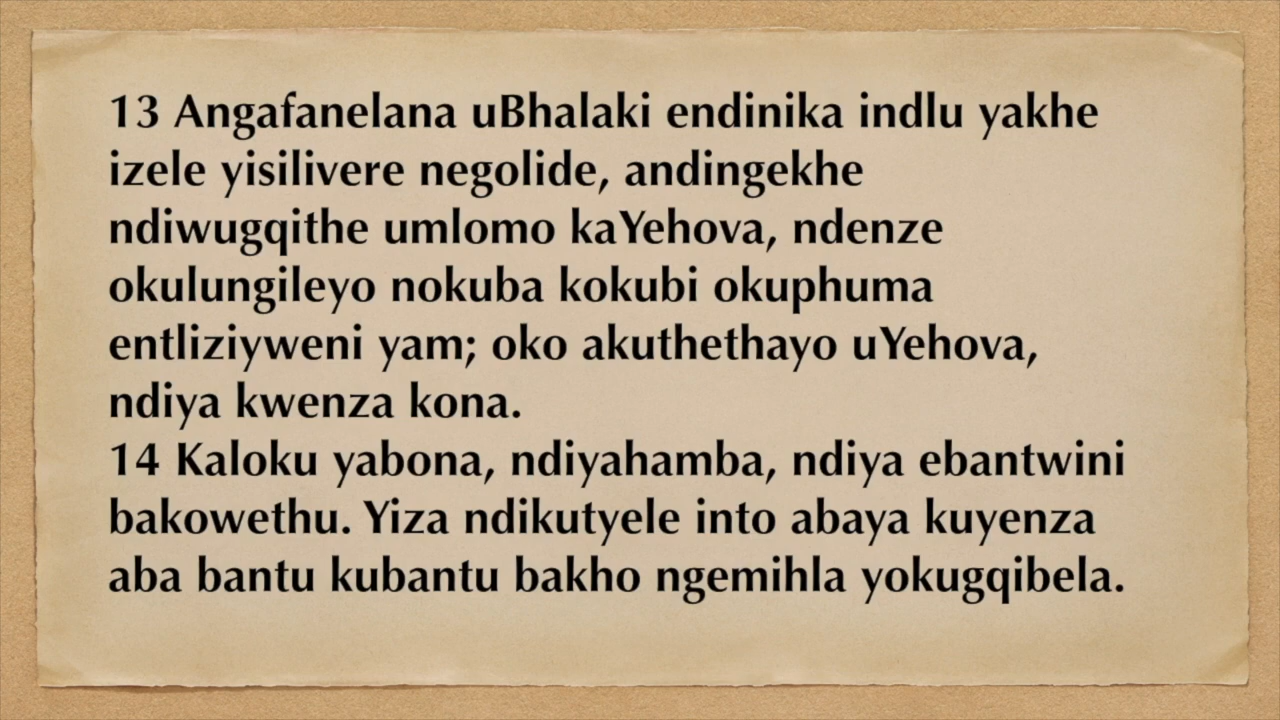 13 Angafanelana uBhalaki endinika indlu yakhe
izele yisilivere negolide, andingekhe
ndiwugqithe umlomo kaYehova, ndenze
okulungileyo nokuba kokubi okuphuma
entliziyweni yam; oko akuthethayo uYehova,
ndiya kwenza kona.
14 Kaloku yabona, ndiyahamba, ndiya ebantwini
bakowethu. Yiza ndikutyele into abaya kuyenza
aba bantu kubantu bakho ngemihla yokugqibela.